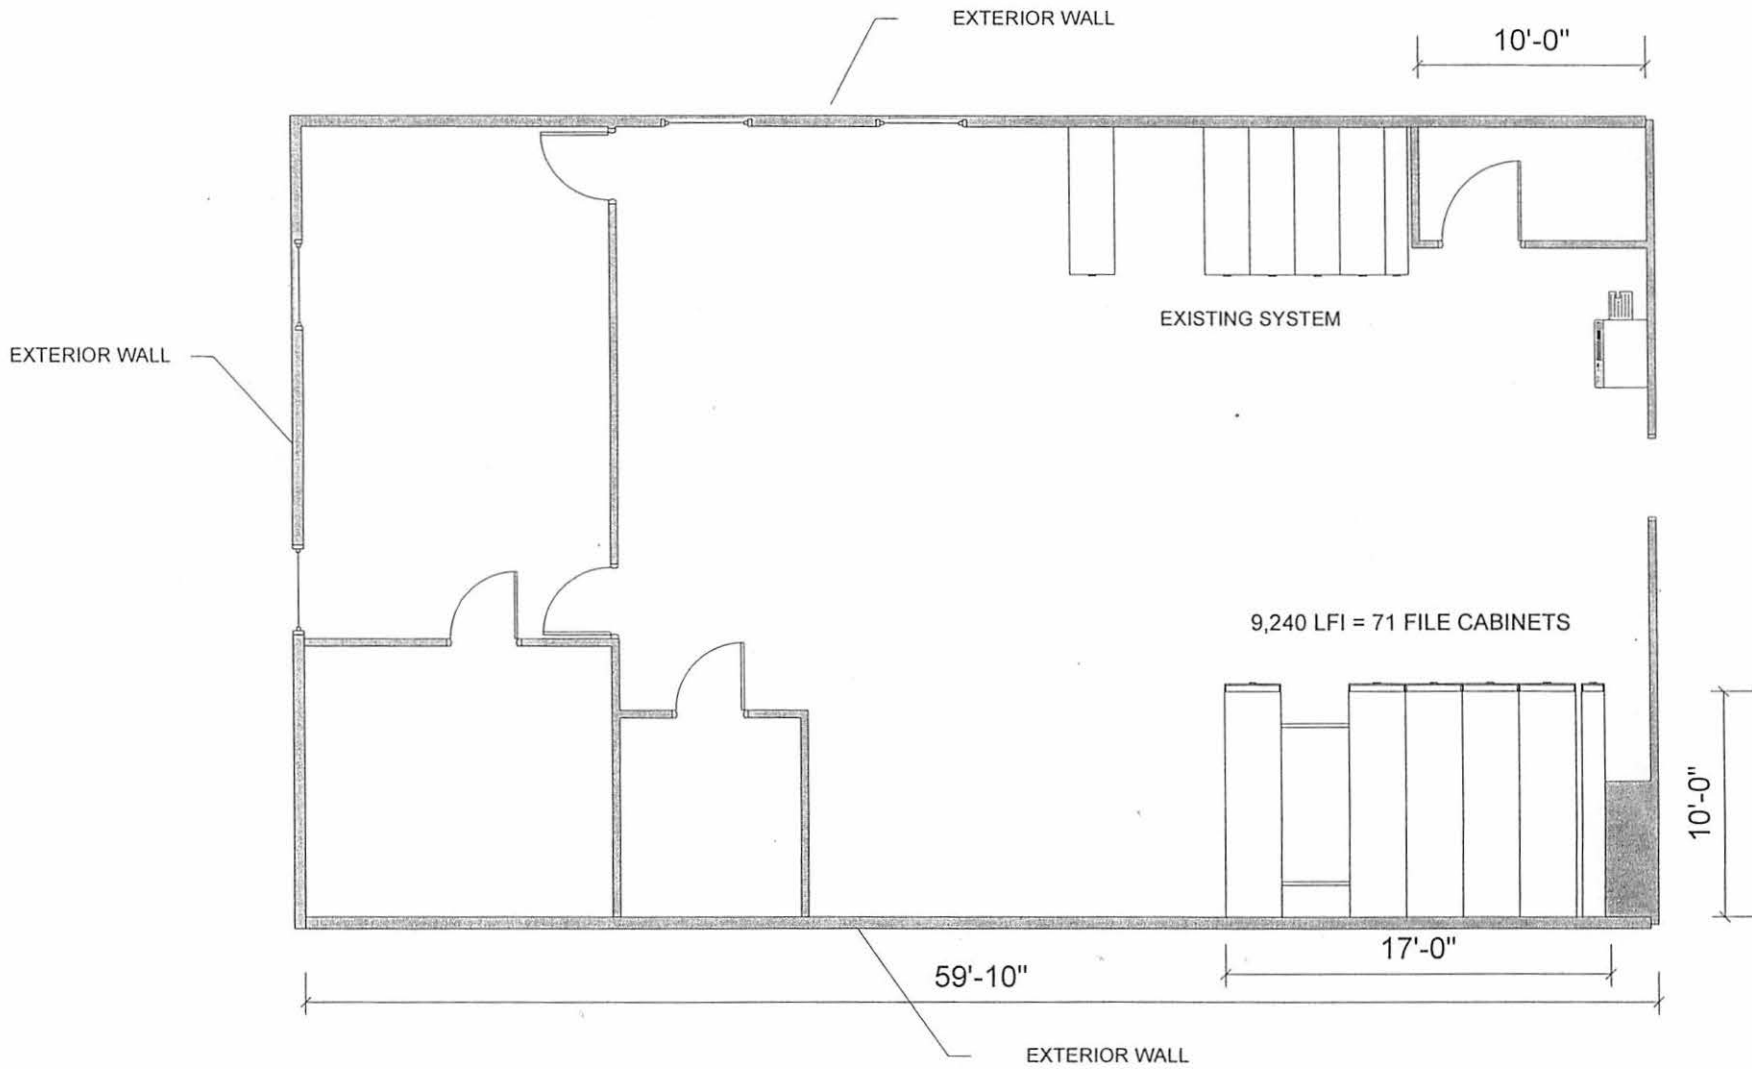 EXTERIOR WALL
10'-0"
EXISTING SYSTEM
EXTERIOR WALL
9,240 LFI = 71 FILE CABINETS
10'-0"
17'-0"
59'-10"
EXTERIOR WALL